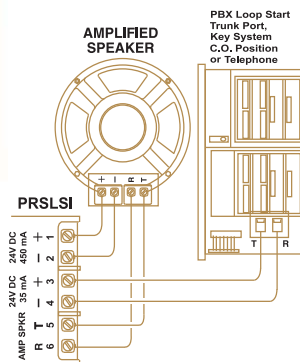 PBX Loop Start
Trunk Port,
Key System
C.O. Position
or Telephone
AMPLIFIED
SPEAKER
+ – R T
PRSLSI
24V DC
450 mA
+ 1
– 2
24V DC
35 mA
+ 3
– 4
AMP SPKR
T 5
R 6
T R